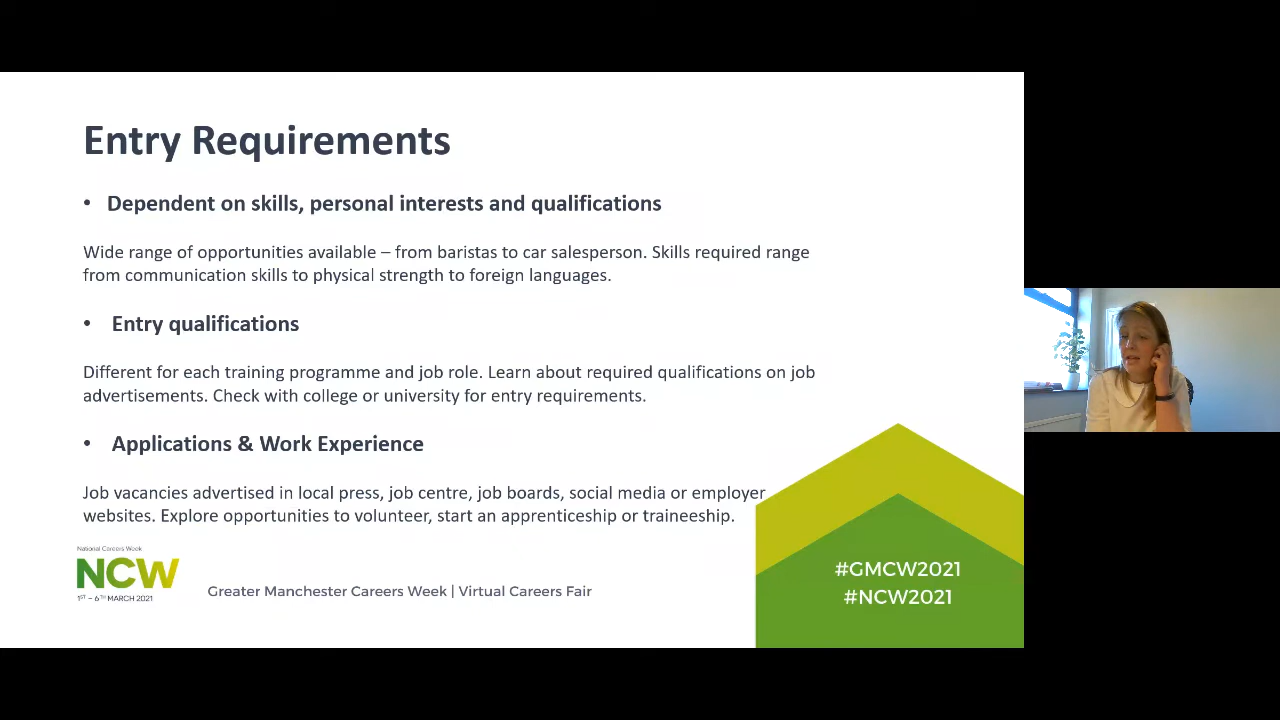 Entry Requirements
• Dependent on skills, personal interests and qualifications
Wide range of opportunities available – from baristas to car salesperson. Skills required range
from communication skills to physical strength to foreign languages.
• Entry qualifications
Different for each training programme and job role. Learn about required qualifications on job
advertisements. Check with college or university for entry requirements.
• Applications & Work Experience
Job vacancies advertised in local press, job centre, job boards, social media or employer
websites. Explore opportunities to volunteer, start an apprenticeship or traineeship.
National Careers Week
NCW
1ST – 6TH MARCH 2021
Greater Manchester Careers Week | Virtual Careers Fair
#GMCW2021
#NCW2021